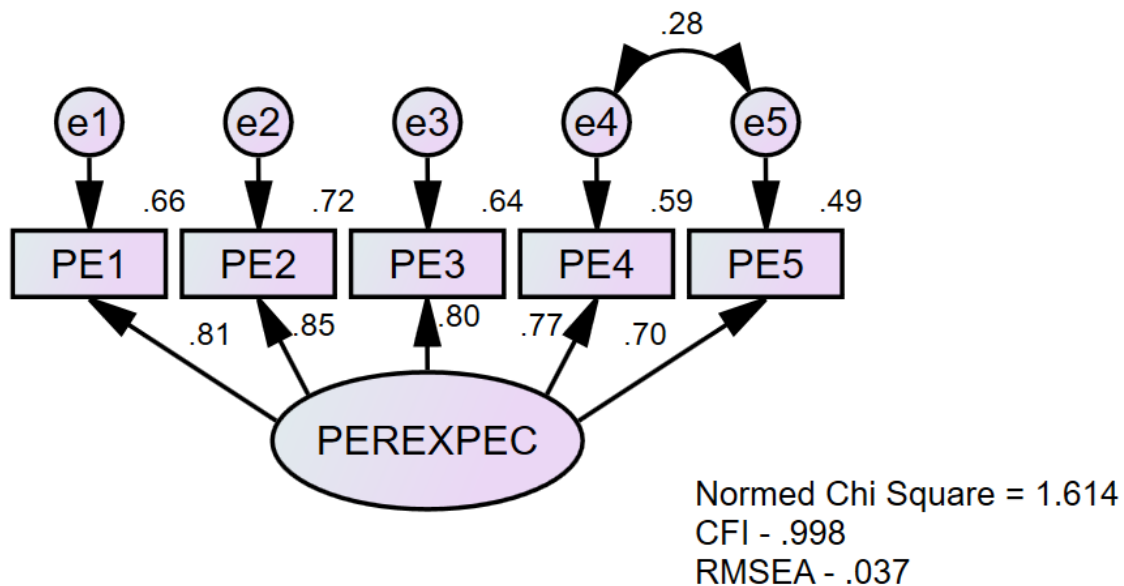 .28
e1 e2 e3 e4 e5
.66 .72 .64 .59 .49
PE1 PE2 PE3 PE4 PE5
.81 .85 .80 .77 .70
PEREXPEC
Normed Chi Square = 1.614
CFI - .998
RMSEA - .037